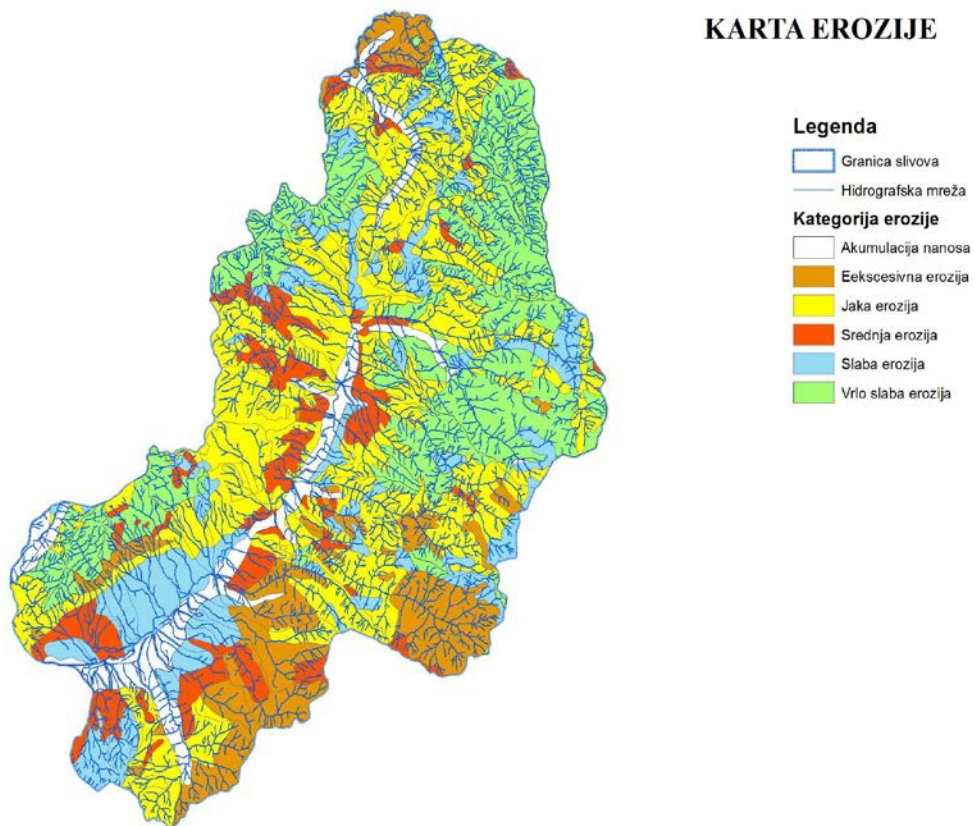 KARTA EROZIJE
Legenda
Granica slivova
Hidrografska mreža
Kategorija erozije
Akumulacija nanosa
Eekscesivna erozija
Jaka erozija
Srednja erozija
Slaba erozija
Vrlo slaba erozija